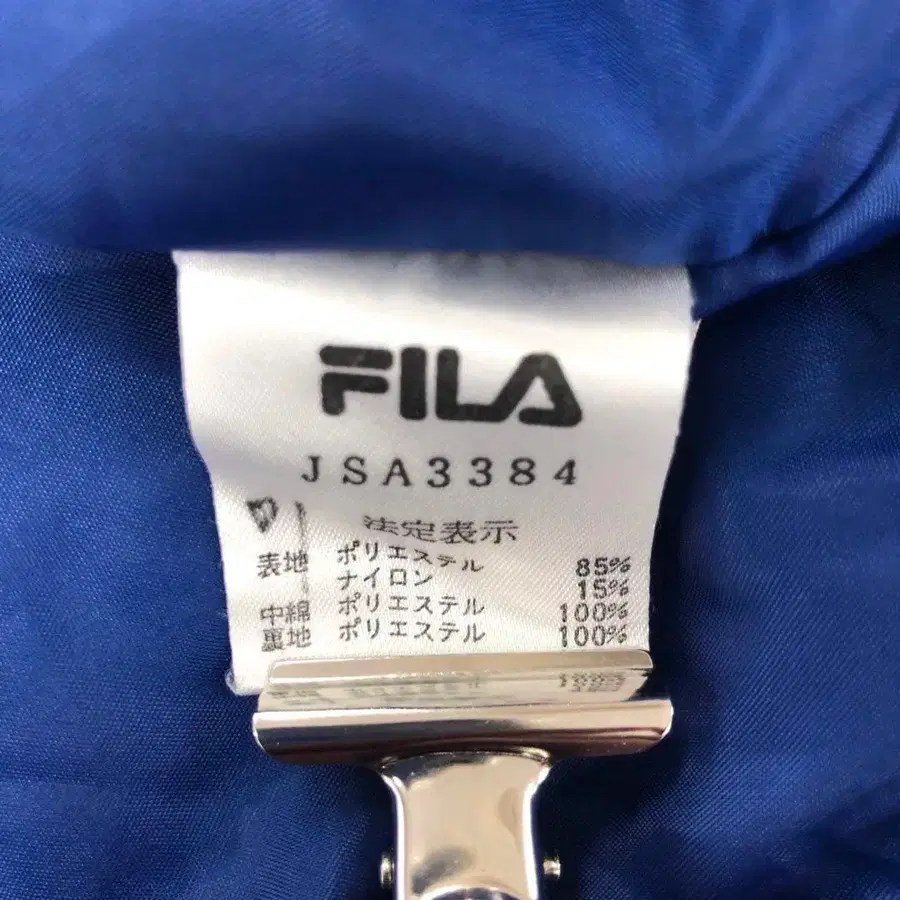 FILA
JSA3384
法定表示
表地 ポリエステル 85%
ナイロン 15%
中綿 ポリエステル 100%
裏地 ポリエステル 100%